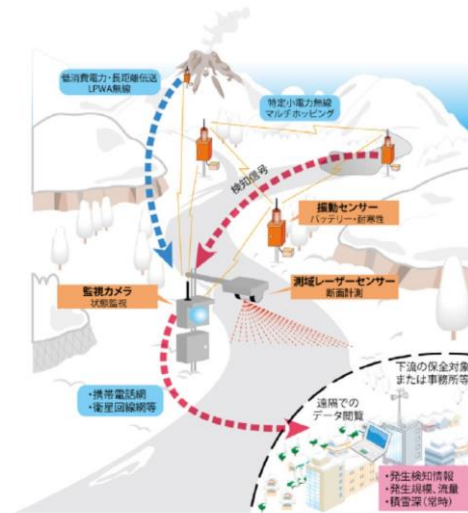 低消費電力・長距離伝送
LPWA無線
特定小電力無線
マルチホッピング
検知信号
振動センサー
バッテリー・耐寒性
監視カメラ
状態監視
測域レーザーセンサー
断面計測
・携帯電話網
・衛星回線網等
下流の保全対象
または事務所等
遠隔での
データ閲覧
・発生検知情報
・発生規模、流量
・積雪深(常時)